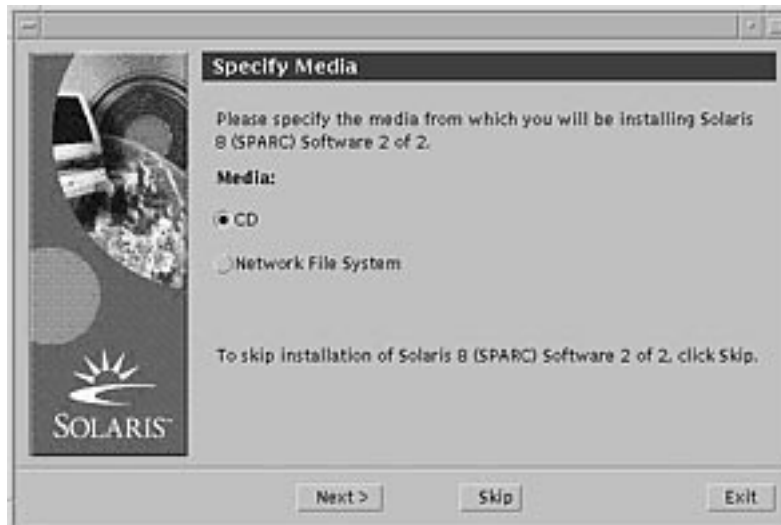 Specify Media
Please specify the media from which you will be installing Solaris
8 (SPARC) Software 2 of 2.
Media:
CD
Network File System
To skip installation of Solaris 8 (SPARC) Software 2 of 2, click Skip.
SOLARIS™
Next >
Skip
Exit